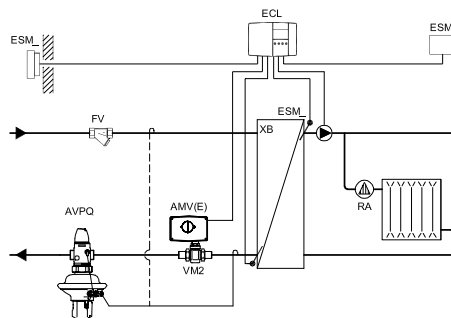 ECL
ESM_
ESM
FV
ESM_
XB
RA
AVPQ
AMV(E)
VM2